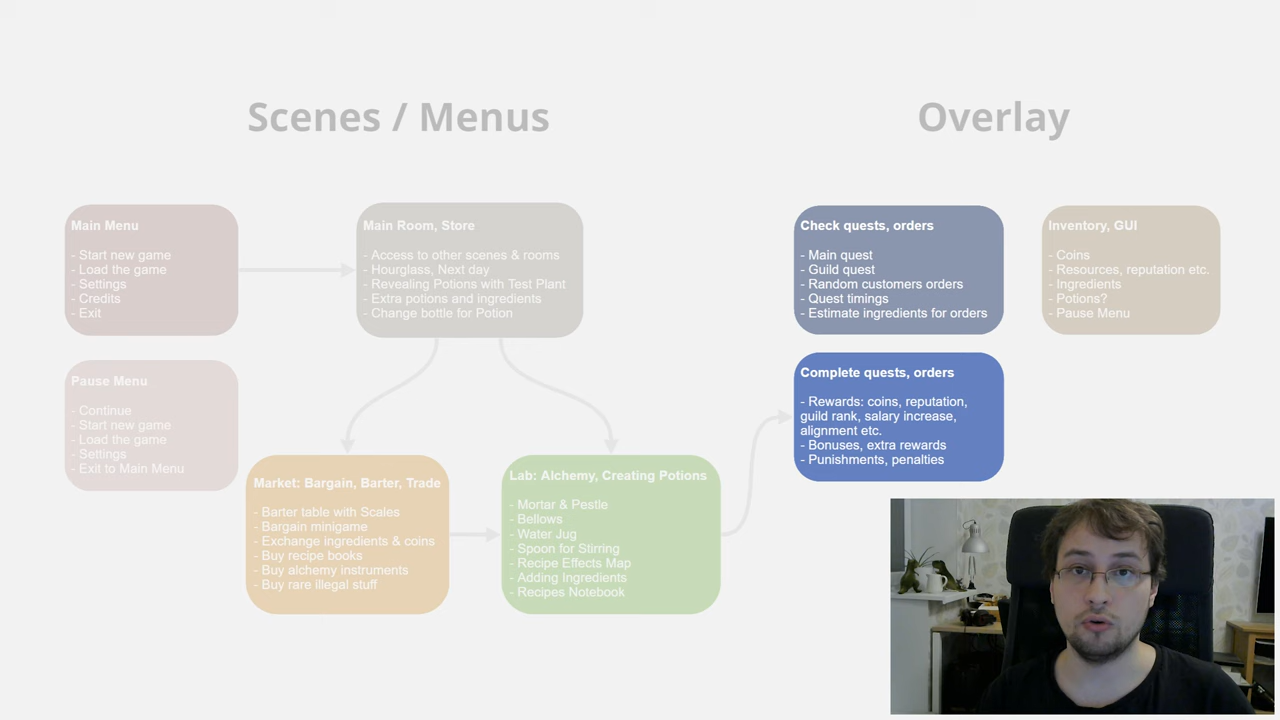 Scenes / Menus
Overlay
Main Menu
- Start new game
- Load the game
- Settings
- Credits
- Exit
Main Room, Store
- Access to other scenes & rooms
- Hourglass, Next day
- Revealing Potions with Test Plant
- Extra potions and ingredients
- Change bottle for Potion
Check quests, orders
- Main quest
- Guild quest
- Random customers orders
- Quest timings
- Estimate ingredients for orders
Inventory, GUI
- Coins
- Resources, reputation etc.
- Ingredients
- Potions?
- Pause Menu
Pause Menu
- Continue
- Start new game
- Load the game
- Settings
- Exit to Main Menu
Complete quests, orders
- Rewards: coins, reputation,
guild rank, salary increase,
alignment etc.
- Bonuses, extra rewards
- Punishments, penalties
Market: Bargain, Barter, Trade
- Barter table with Scales
- Bargain minigame
- Exchange ingredients & coins
- Buy recipe books
- Buy alchemy instruments
- Buy rare illegal stuff
Lab: Alchemy, Creating Potions
- Mortar & Pestle
- Bellows
- Water Jug
- Spoon for Stirring
- Recipe Effects Map
- Adding Ingredients
- Recipes Notebook